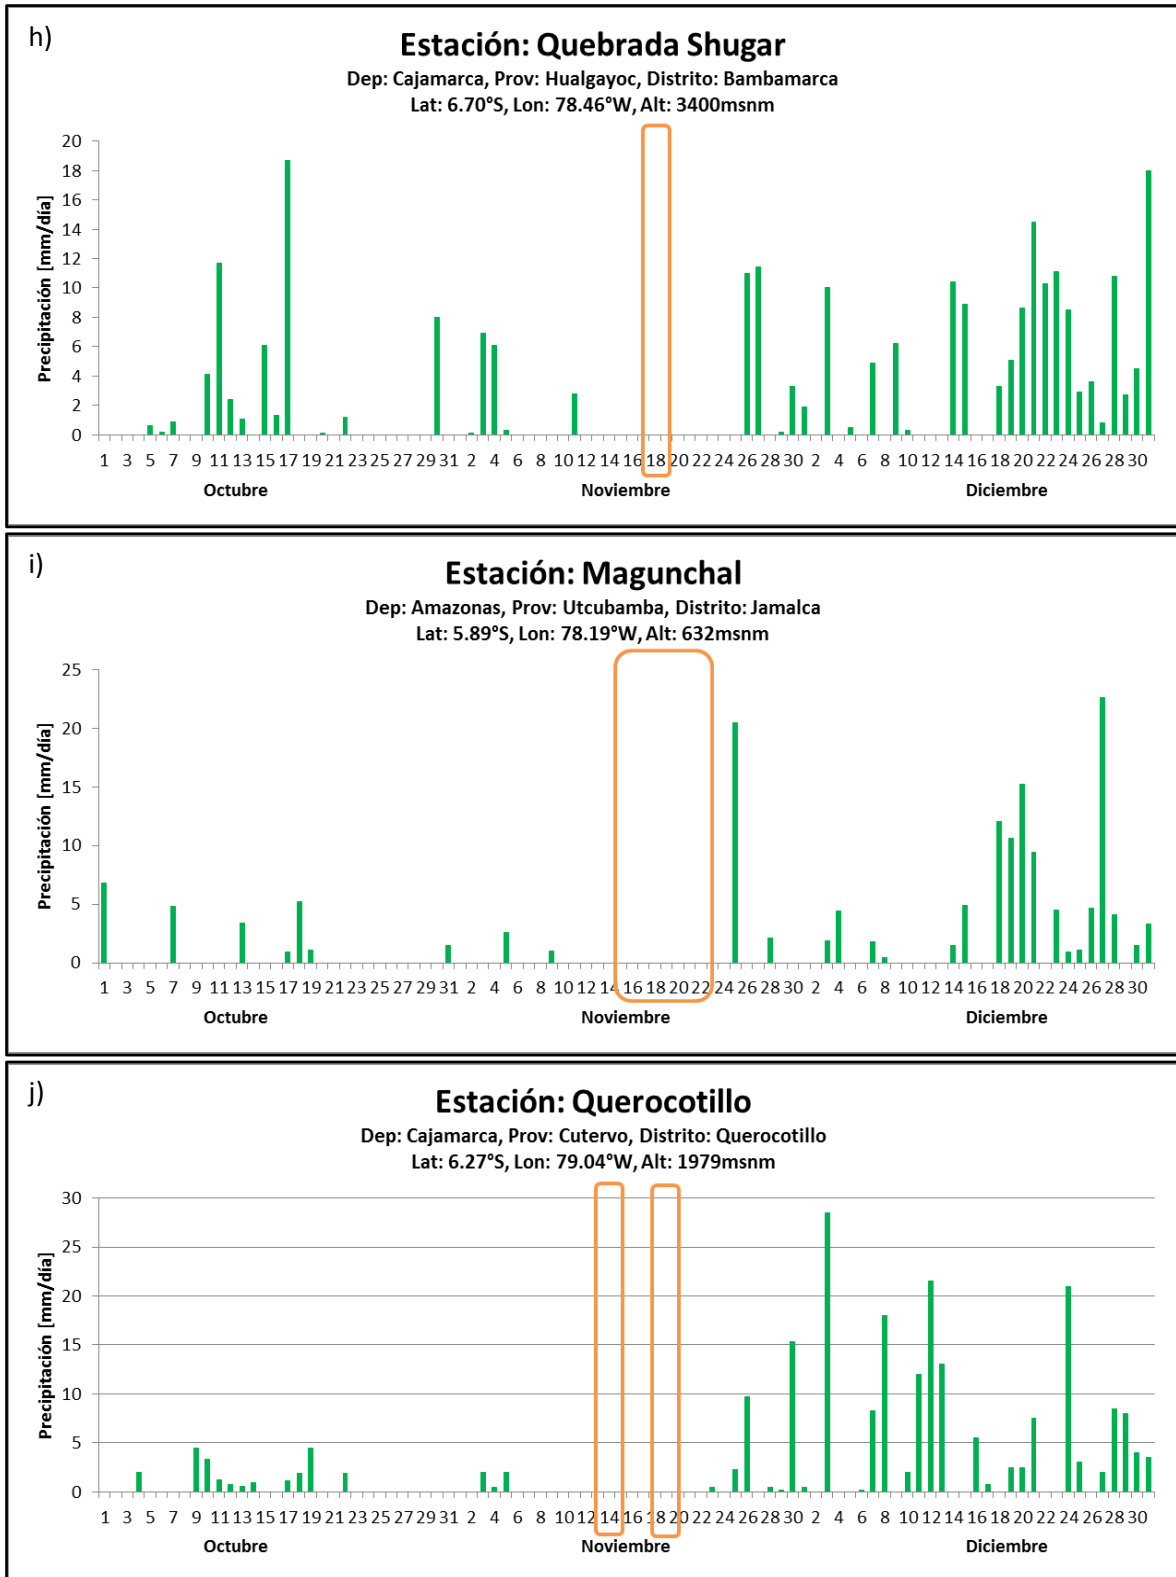 h)
Estación: Quebrada Shugar
Dep: Cajamarca, Prov: Hualgayoc, Distrito: Bambamarca
Lat: 6.70°S, Lon: 78.46°W, Alt: 3400msnm
Precipitación [mm/día]
20
18
16
14
12
10
8
6
4
2
0
1 3 5 7 9 11 13 15 17 19 21 23 25 27 29 31 2 4 6 8 10 12 14 16 18 20 22 24 26 28 30 2 4 6 8 10 12 14 16 18 20 22 24 26 28 30
Octubre Noviembre Diciembre
i)
Estación: Magunchal
Dep: Amazonas, Prov: Utcubamba, Distrito: Jamalca
Lat: 5.89°S, Lon: 78.19°W, Alt: 632msnm
Precipitación [mm/día]
25
20
15
10
5
0
1 3 5 7 9 11 13 15 17 19 21 23 25 27 29 31 2 4 6 8 10 12 14 16 18 20 22 24 26 28 30 2 4 6 8 10 12 14 16 18 20 22 24 26 28 30
Octubre Noviembre Diciembre
j)
Estación: Querocotillo
Dep: Cajamarca, Prov: Cutervo, Distrito: Querocotillo
Lat: 6.27°S, Lon: 79.04°W, Alt: 1979msnm
Precipitación [mm/día]
30
25
20
15
10
5
0
1 3 5 7 9 11 13 15 17 19 21 23 25 27 29 31 2 4 6 8 10 12 14 16 18 20 22 24 26 28 30 2 4 6 8 10 12 14 16 18 20 22 24 26 28 30
Octubre Noviembre Diciembre